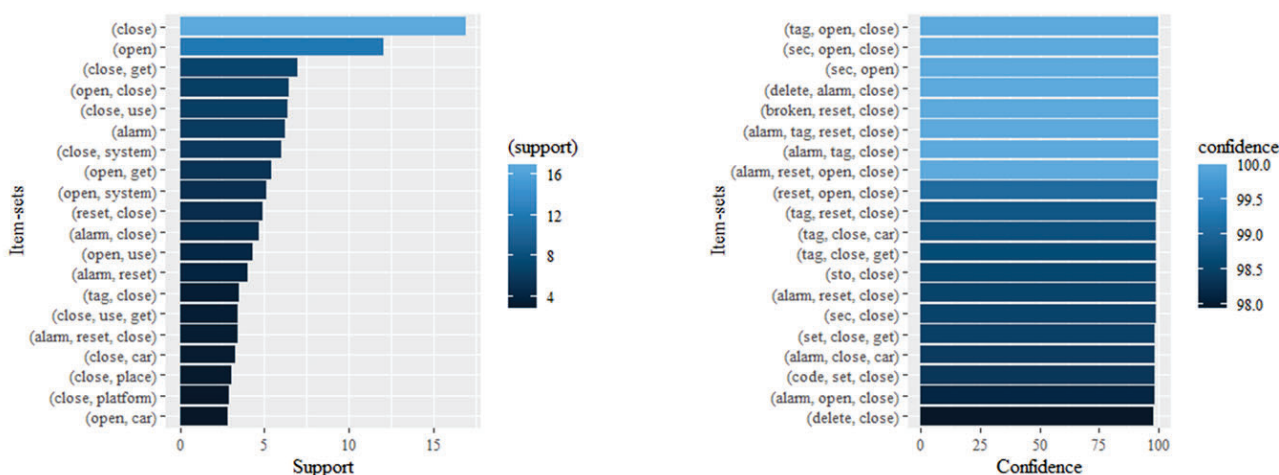 (close)
(open)
(close, get)
(open, close)
(close, use)
(alarm)
(close, system)
(open, get)
(open, system)
(reset, close)
(alarm, close)
(open, use)
(alarm, reset)
(tag, close)
(close, use, get)
(alarm, reset, close)
(close, car)
(close, place)
(close, platform)
(open, car)
Item-sets
0 5 10 15
Support
(support)
16
12
8
4
(tag, open, close)
(sec, open, close)
(sec, open)
(delete, alarm, close)
(broken, reset, close)
(alarm, tag, reset, close)
(alarm, tag, close)
(alarm, reset, open, close)
(reset, open, close)
(tag, reset, close)
(tag, close, car)
(tag, close, get)
(sto, close)
(alarm, reset, close)
(sec, close)
(set, close, get)
(alarm, close, car)
(code, set, close)
(alarm, open, close)
(delete, close)
Item-sets
0 25 50 75 100
Confidence
confidence
100.0
99.5
99.0
98.5
98.0